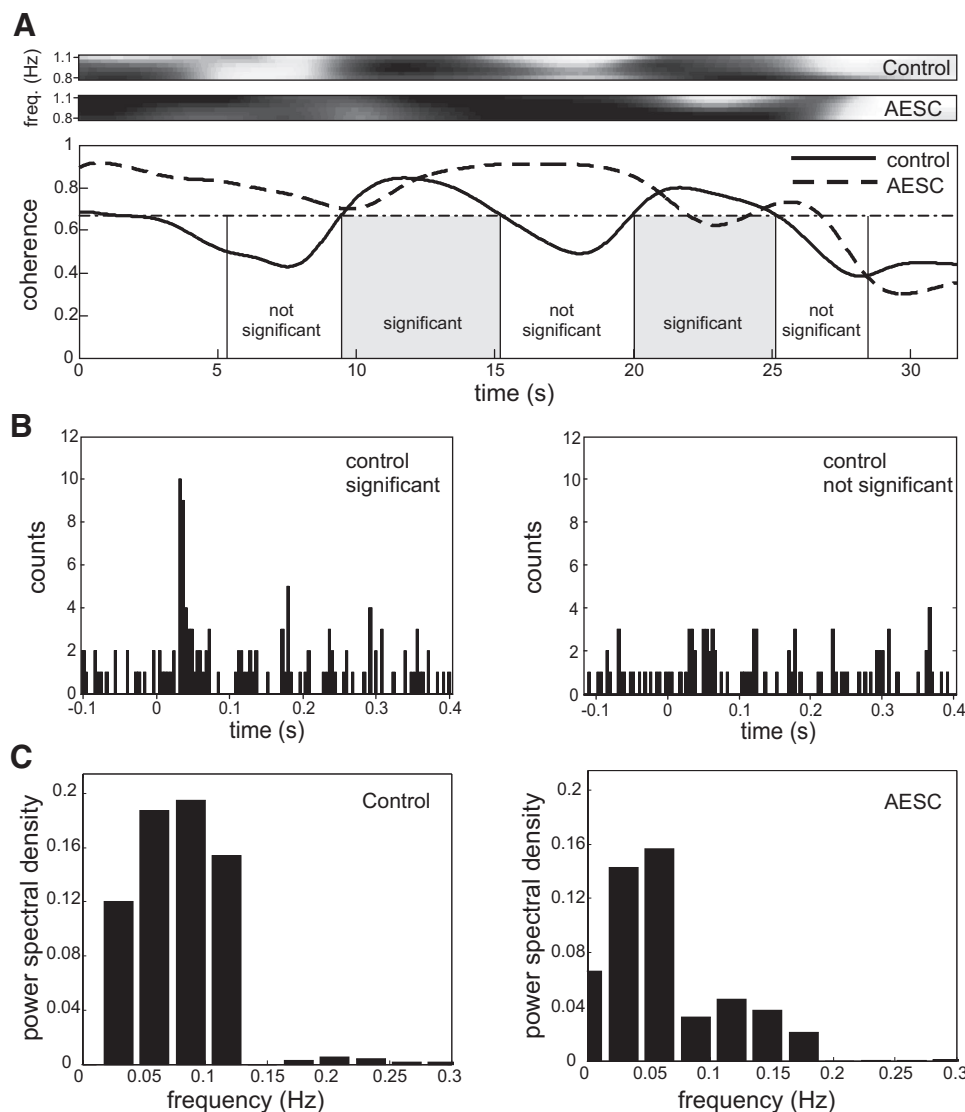 A
freq. (Hz)
1.1
0.8
Control
1.1
0.8
AESC
coherence
1
0.8
0.6
0.4
0.2
0
control
AESC
not
significant
significant
not
significant
significant
not
significant
0 5 10 15 20 25 30
time (s)
B
counts
12
10
8
6
4
2
0
control
significant
-0.1 0 0.1 0.2 0.3 0.4
time (s)
counts
12
10
8
6
4
2
0
control
not significant
-0.1 0 0.1 0.2 0.3 0.4
time (s)
C
power spectral density
0.2
0.16
0.12
0.08
0.04
0
Control
0 0.05 0.1 0.15 0.2 0.25 0.3
frequency (Hz)
power spectral density
0.2
0.16
0.12
0.08
0.04
0
AESC
0 0.05 0.1 0.15 0.2 0.25 0.3
frequency (Hz)